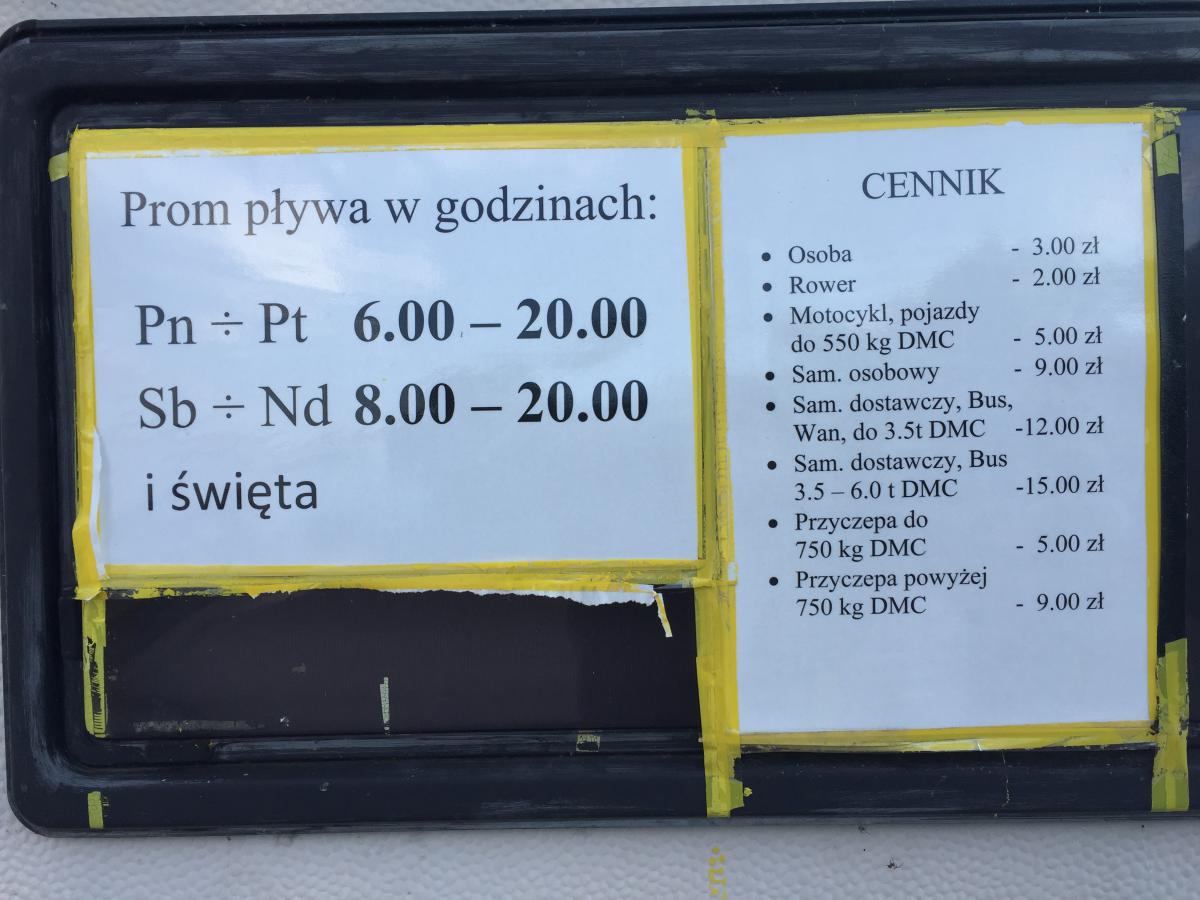 Prom pływa w godzinach:
Pn ÷ Pt 6.00 – 20.00
Sb ÷ Nd 8.00 – 20.00
i święta
CENNIK
• Osoba - 3.00 zł
• Rower - 2.00 zł
• Motocykl, pojazdy
do 550 kg DMC - 5.00 zł
• Sam. osobowy - 9.00 zł
• Sam. dostawczy, Bus,
Wan, do 3.5t DMC -12.00 zł
• Sam. dostawczy, Bus
3.5 – 6.0 t DMC -15.00 zł
• Przyczepa do
750 kg DMC - 5.00 zł
• Przyczepa powyżej
750 kg DMC - 9.00 zł